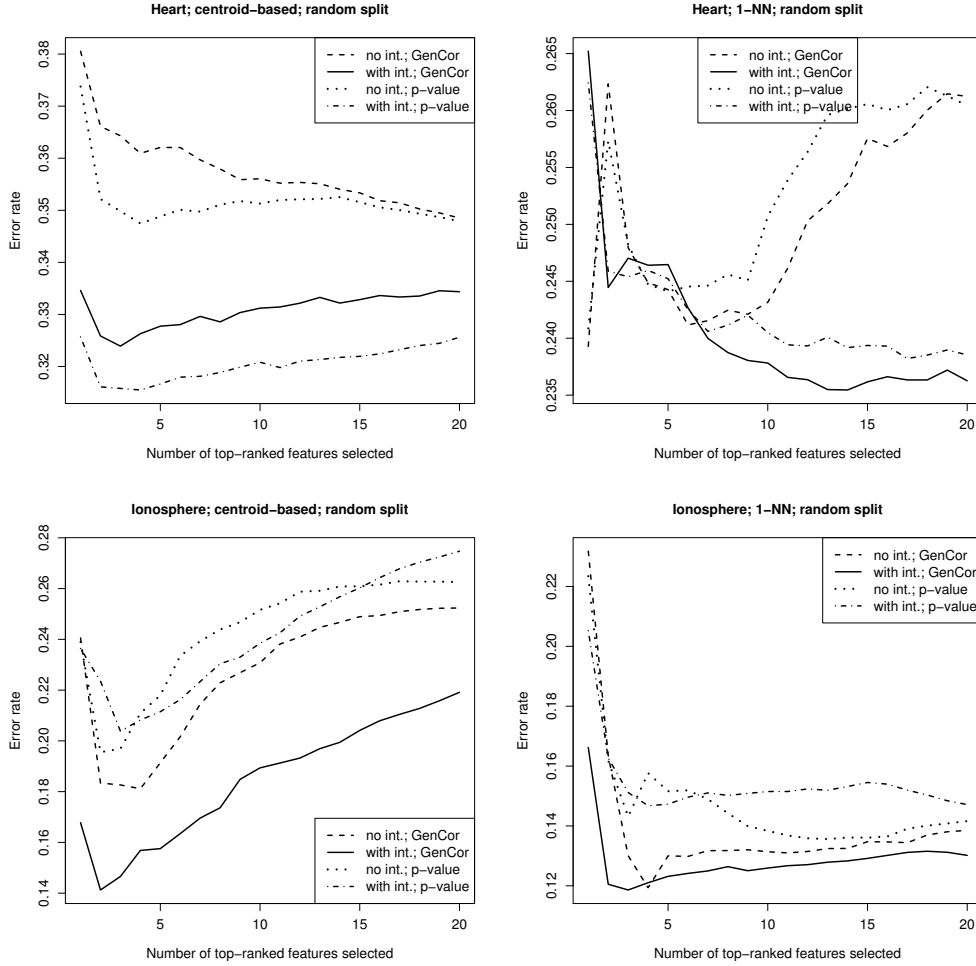 Heart; centroid−based; random split
Error rate
0.38
0.37
0.36
0.35
0.34
0.33
0.32
no int.; GenCor
with int.; GenCor
no int.; p−value
with int.; p−value
5
10
15
20
Number of top−ranked features selected
Heart; 1−NN; random split
Error rate
0.265
0.260
0.255
0.250
0.245
0.240
0.235
no int.; GenCor
with int.; GenCor
no int.; p−value
with int.; p−value
5
10
15
20
Number of top−ranked features selected
Ionosphere; centroid−based; random split
Error rate
0.28
0.26
0.24
0.22
0.20
0.18
0.16
0.14
no int.; GenCor
with int.; GenCor
no int.; p−value
with int.; p−value
5
10
15
20
Number of top−ranked features selected
Ionosphere; 1−NN; random split
Error rate
0.22
0.20
0.18
0.16
0.14
0.12
no int.; GenCor
with int.; GenCor
no int.; p−value
with int.; p−value
5
10
15
20
Number of top−ranked features selected